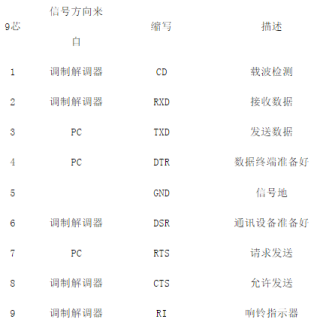 9芯 信号方向来自 缩写 描述
1 调制解调器 CD 载波检测
2 调制解调器 RXD 接收数据
3 PC TXD 发送数据
4 PC DTR 数据终端准备好
5 GND 信号地
6 调制解调器 DSR 通讯设备准备好
7 PC RTS 请求发送
8 调制解调器 CTS 允许发送
9 调制解调器 RI 响铃指示器